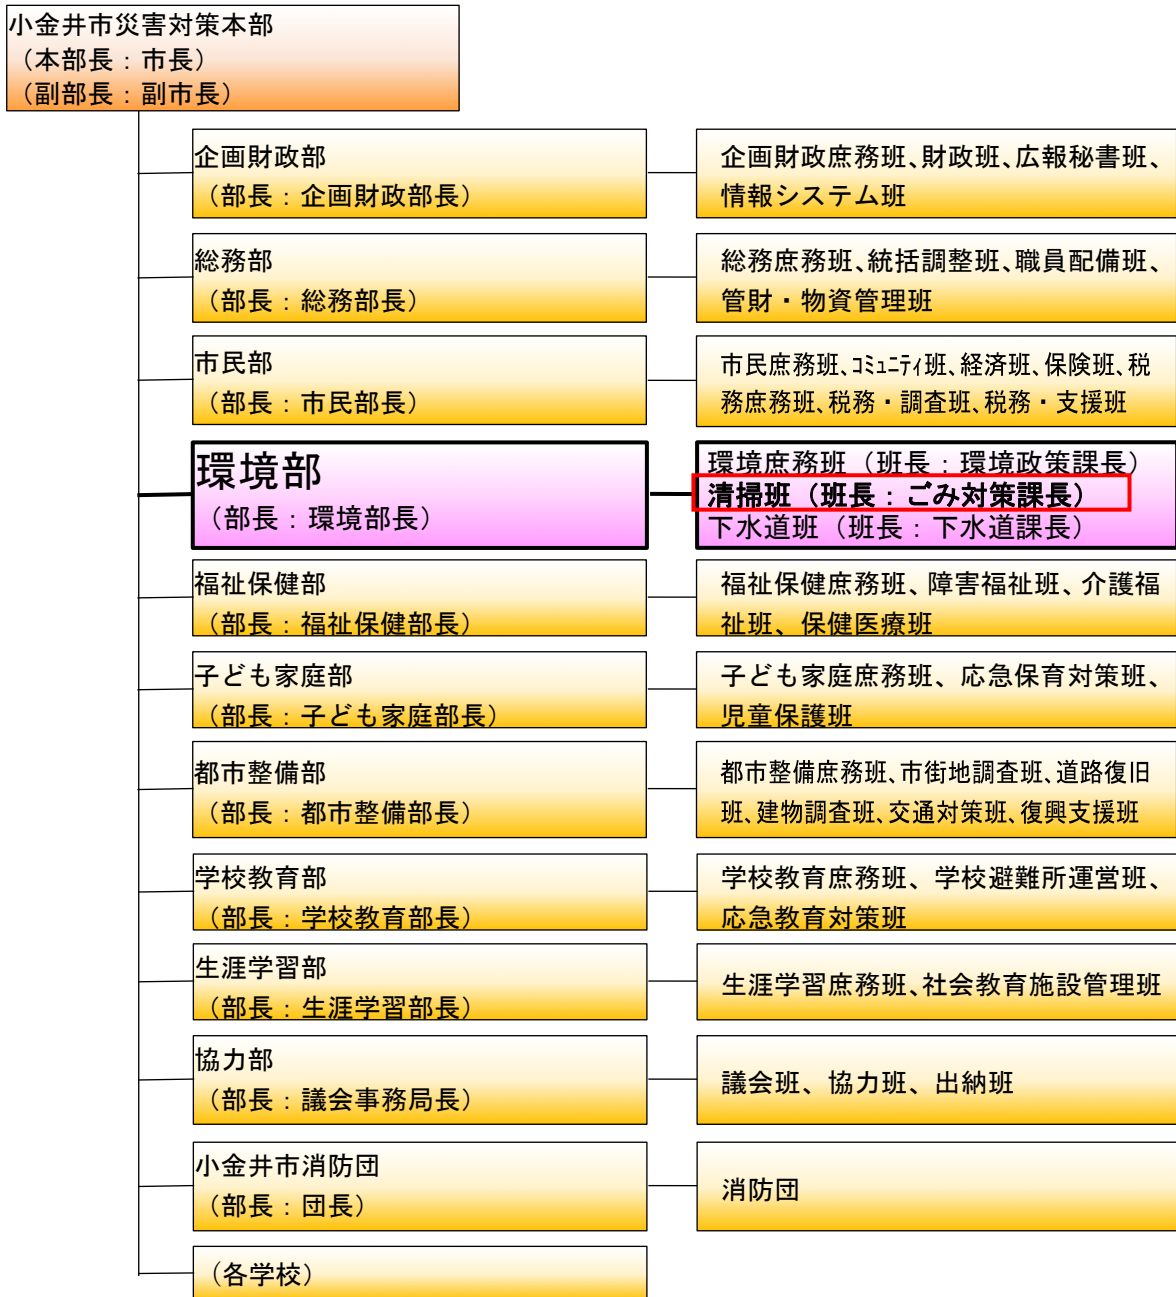 小金井市災害対策本部
（本部長：市長）
（副部長：副市長）
企画財政部
（部長：企画財政部長）
企画財政庶務班、財政班、広報秘書班、
情報システム班
総務部
（部長：総務部長）
総務庶務班、統括調整班、職員配備班、
管財・物資管理班
市民部
（部長：市民部長）
市民庶務班、ｺﾐｭﾆﾃｨ班、経済班、保険班、税
務庶務班、税務・調査班、税務・支援班
環境部
（部長：環境部長）
環境庶務班（班長：環境政策課長）
清掃班（班長：ごみ対策課長）
下水道班（班長：下水道課長）
福祉保健部
（部長：福祉保健部長）
福祉保健庶務班、障害福祉班、介護福
祉班、保健医療班
子ども家庭部
（部長：子ども家庭部長）
子ども家庭庶務班、応急保育対策班、
児童保護班
都市整備部
（部長：都市整備部長）
都市整備庶務班、市街地調査班、道路復旧
班、建物調査班、交通対策班、復興支援班
学校教育部
（部長：学校教育部長）
学校教育庶務班、学校避難所運営班、
応急教育対策班
生涯学習部
（部長：生涯学習部長）
生涯学習庶務班、社会教育施設管理班
協力部
（部長：議会事務局長）
議会班、協力班、出納班
小金井市消防団
（部長：団長）
消防団
（各学校）